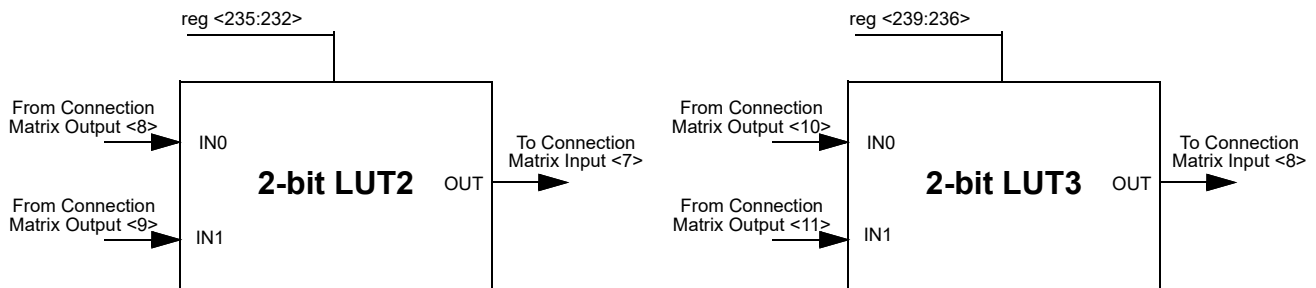 reg <235:232>
From Connection
Matrix Output <8>
IN0
2-bit LUT2
OUT
To Connection
Matrix Input <7>
From Connection
Matrix Output <9>
IN1
reg <239:236>
From Connection
Matrix Output <10>
IN0
2-bit LUT3
OUT
To Connection
Matrix Input <8>
From Connection
Matrix Output <11>
IN1